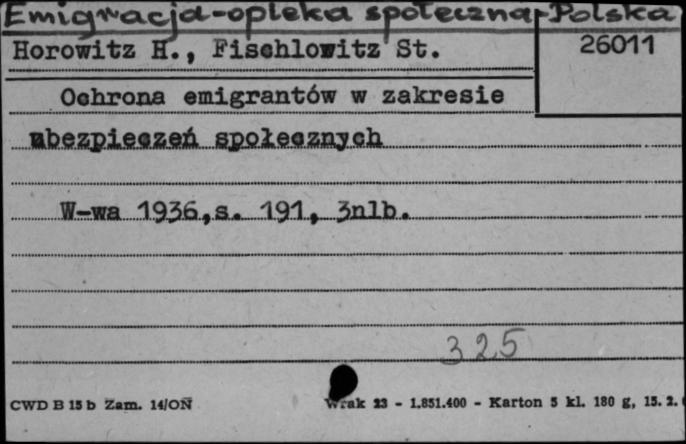 Emigracja-opieka społeczna-Polska
Horowitz H., Fischlowitz St.
26011
Ochrona emigrantów w zakresie
ubezpieczeń społecznych
W-wa 1936,s. 191, 3nlb.
325
CWD B 15 b Zam. 14/ON
Wrak 23 - 1.851.400 - Karton 5 kl. 180 g, 15. 2.